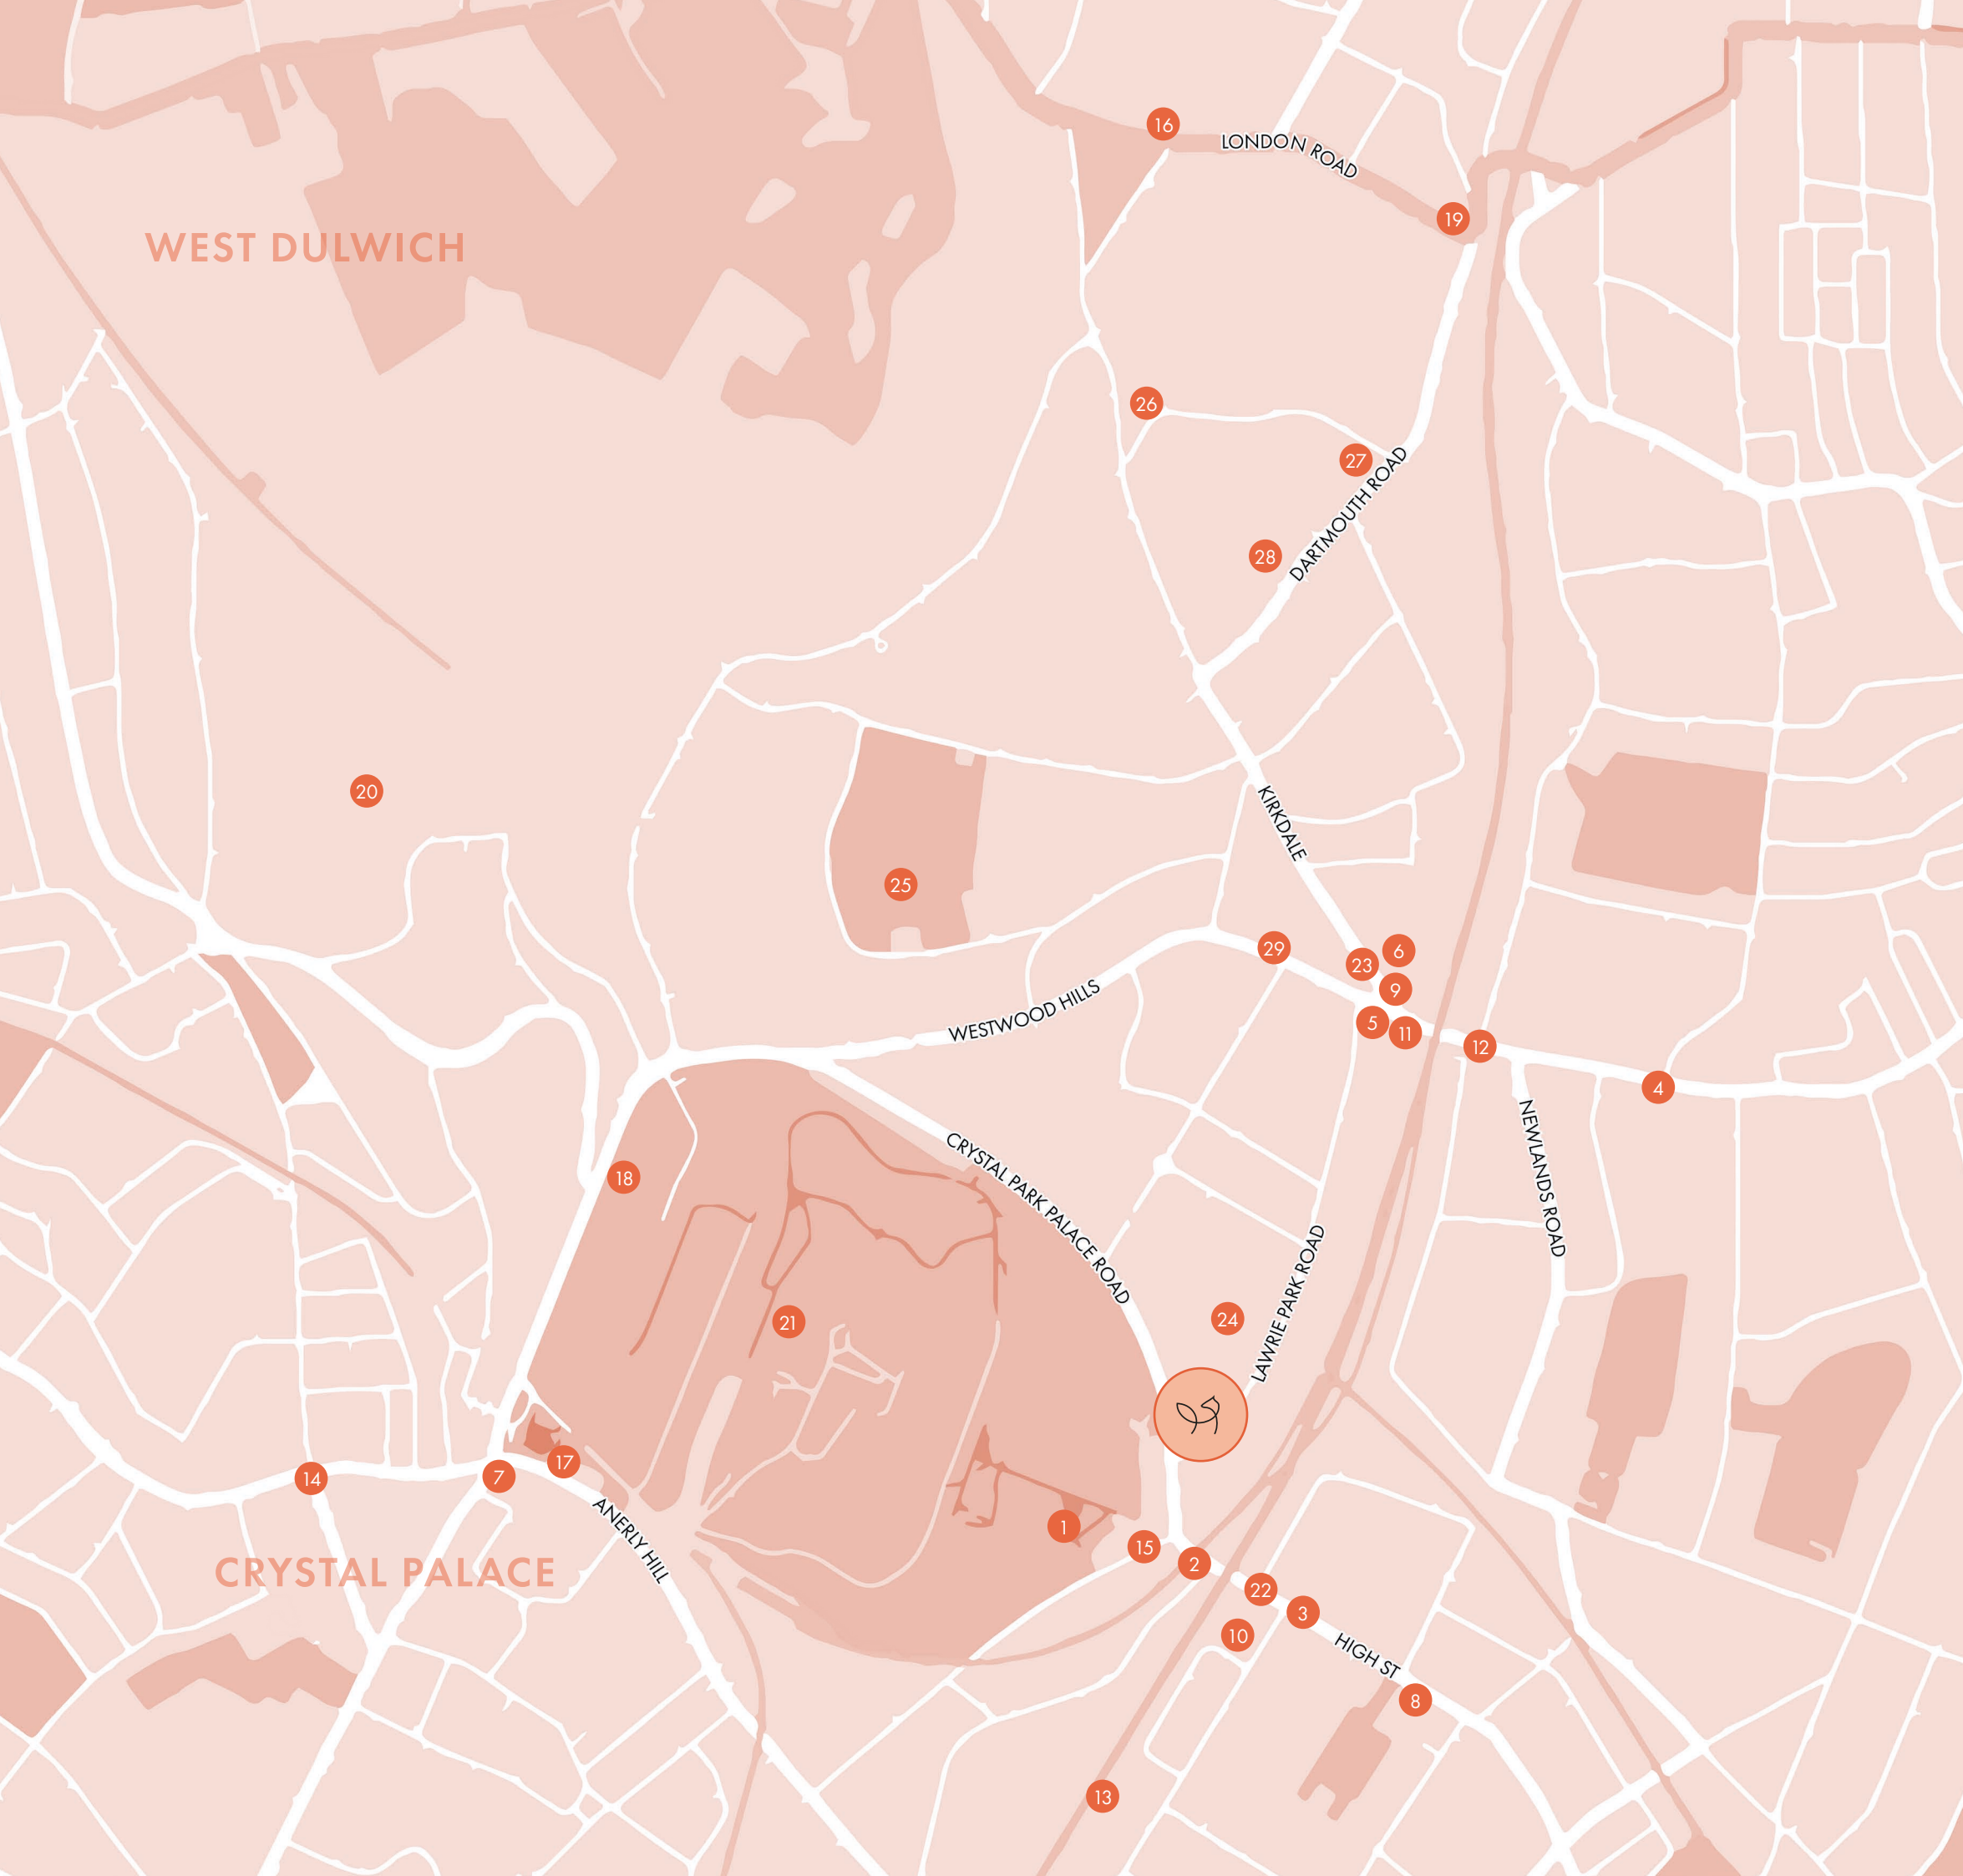 16
LONDON ROAD
19
WEST DULWICH
26
27
DARTMOUTH ROAD
28
20
KIRKDALE
25
29
23
6
9
WESTWOOD HILLS
5
11
12
4
NEWLANDS ROAD
18
CRYSTAL PARK PALACE ROAD
LAWRIE PARK ROAD
21
24
17
14
7
ANERLY HILL
1
15
2
CRYSTAL PALACE
22
3
10
HIGH ST
8
13